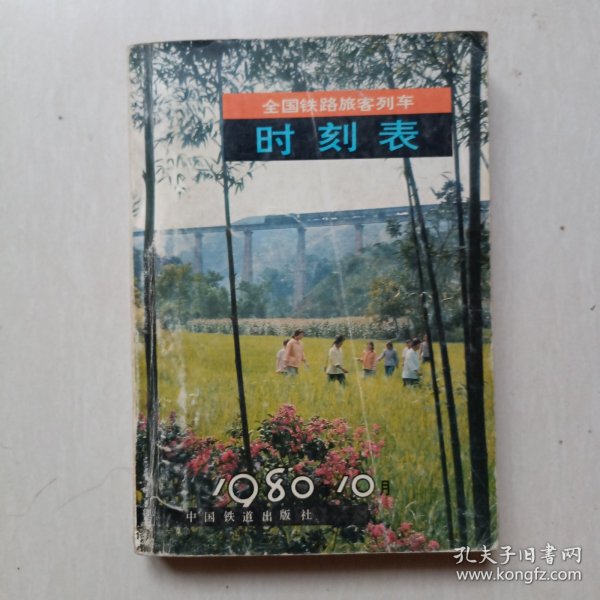 全国铁路旅客列车
时刻表
1980 10月
中国铁道出版社
孔夫子旧书网
www.kongfz.com